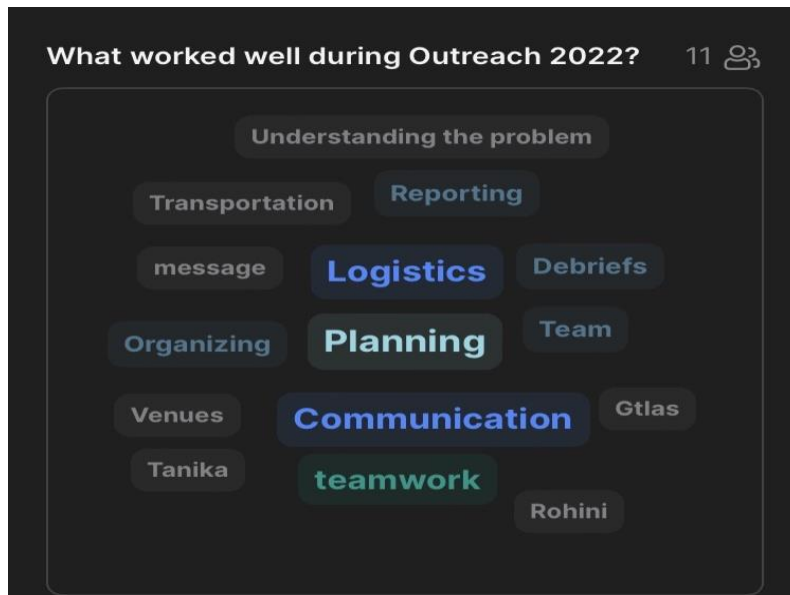 What worked well during Outreach 2022? 11
Understanding the problem
Transportation Reporting
message Logistics Debriefs
Organizing Planning Team
Venues Communication Gtlas
Tanika teamwork
Rohini